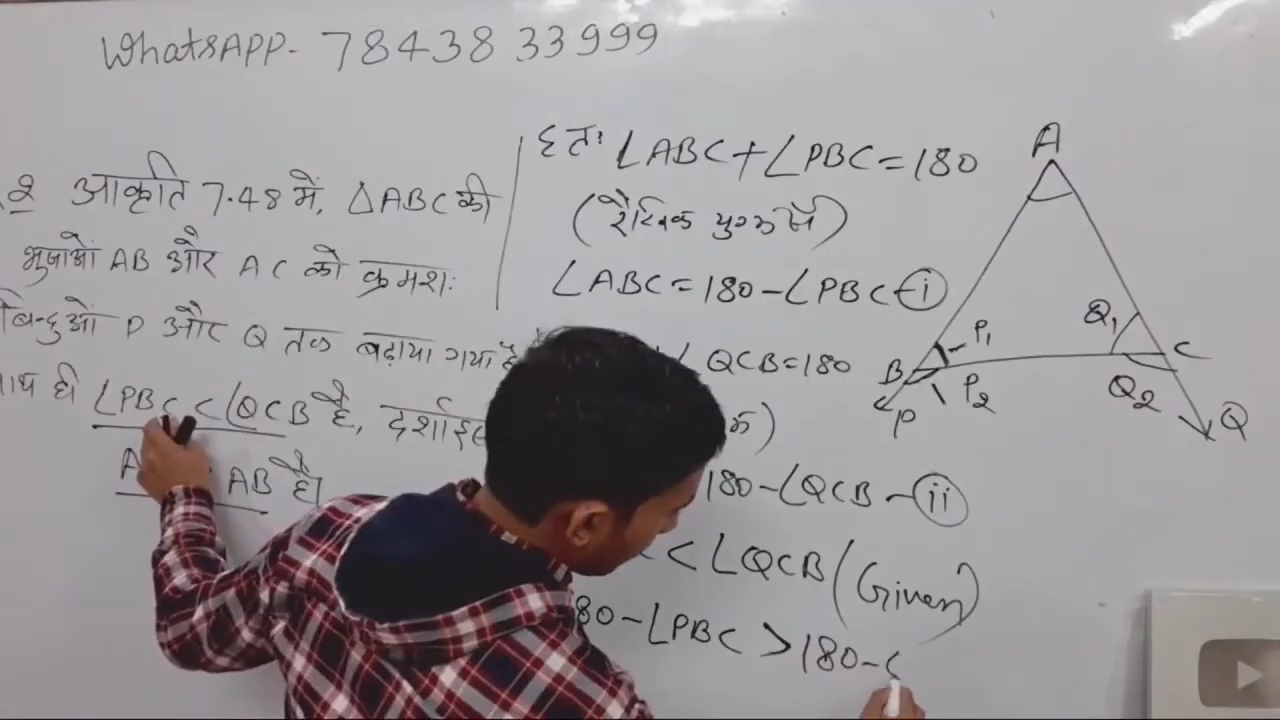 WhatsAPP- 78438 33999
2 आकृति 7.48 में, △ABC की
भुजाओं AB और AC को क्रमशः
बिन्दुओं P और Q तक बढ़ाया गया है
साथ ही ∠PBC < ∠QCB है, दर्शाइए
A AB है।
हल: ∠ABC + ∠PBC = 180
(रैखिक युग्म से)
∠ABC = 180 - ∠PBC - (i)
∠QCB = 180
180 - ∠QCB - (ii)
< ∠QCB (Given)
80 - ∠PBC > 180 -
A
Q1
P1
C
B
P2
Q2
P
Q